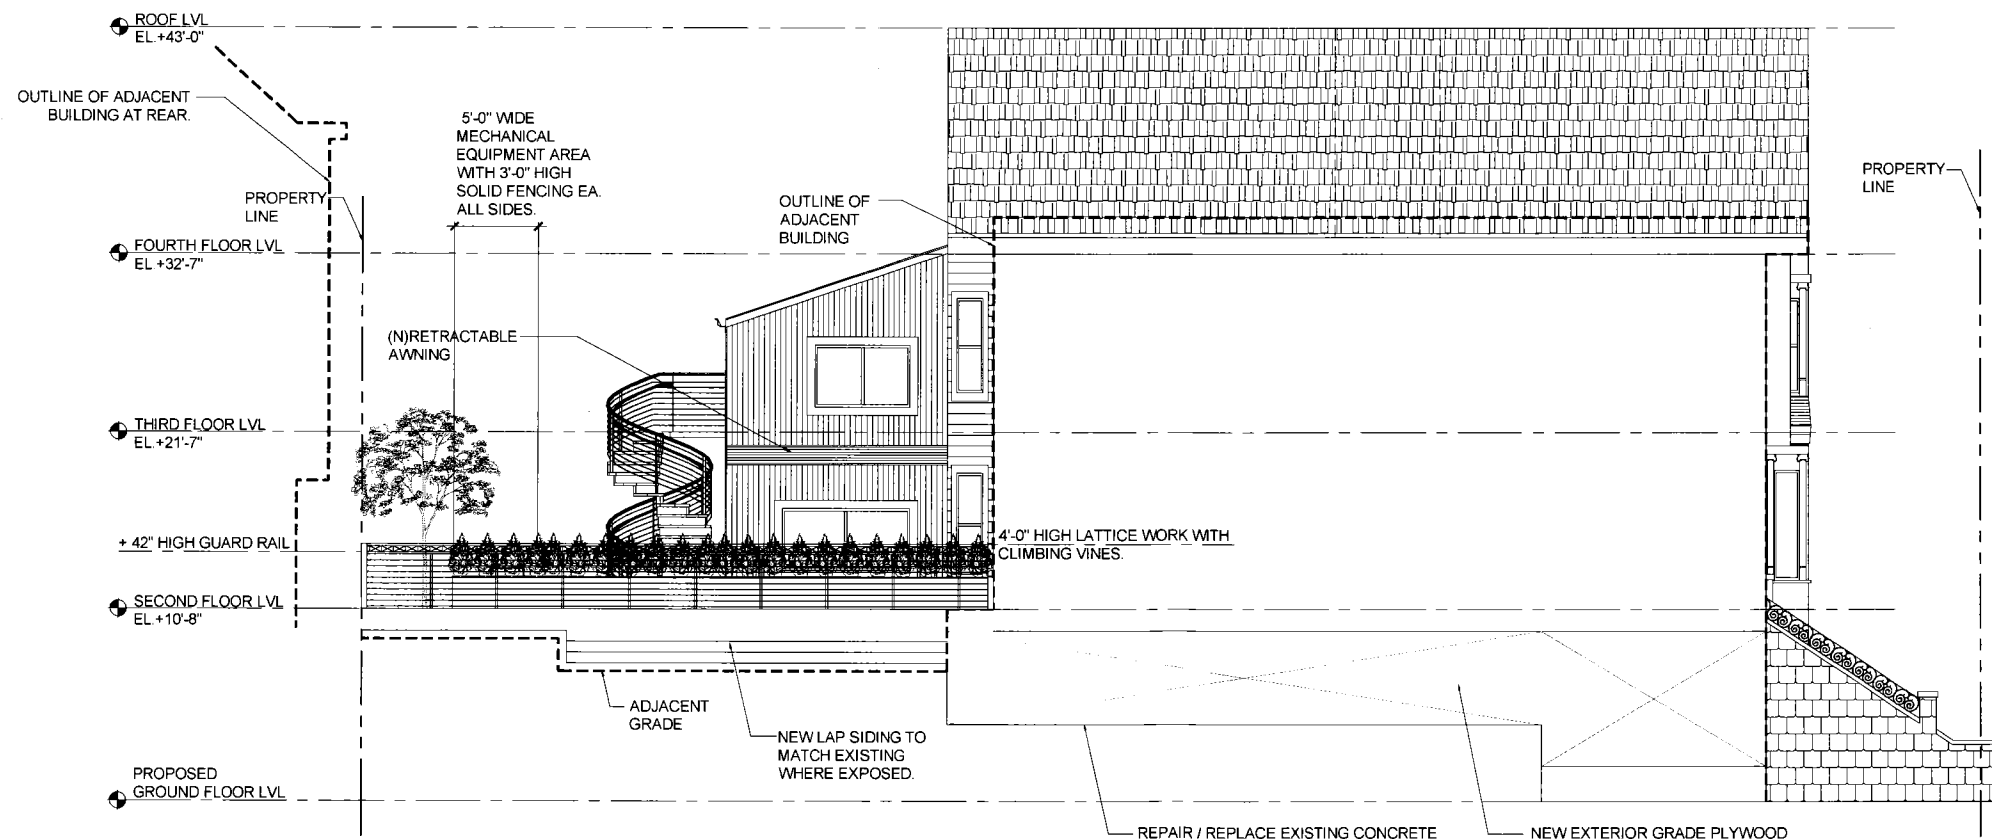 ROOF LVL
EL.+43'-0"
OUTLINE OF ADJACENT
BUILDING AT REAR.
5'-0" WIDE
MECHANICAL
EQUIPMENT AREA
WITH 3'-0" HIGH
SOLID FENCING EA.
ALL SIDES.
PROPERTY
LINE
OUTLINE OF
ADJACENT
BUILDING
PROPERTY
LINE
FOURTH FLOOR LVL
EL.+32'-7"
(N)RETRACTABLE
AWNING
THIRD FLOOR LVL
EL.+21'-7"
+ 42" HIGH GUARD RAIL
4'-0" HIGH LATTICE WORK WITH
CLIMBING VINES.
SECOND FLOOR LVL
EL.+10'-8"
ADJACENT
GRADE
NEW LAP SIDING TO
MATCH EXISTING
WHERE EXPOSED.
PROPOSED
GROUND FLOOR LVL
REPAIR / REPLACE EXISTING CONCRETE
NEW EXTERIOR GRADE PLYWOOD